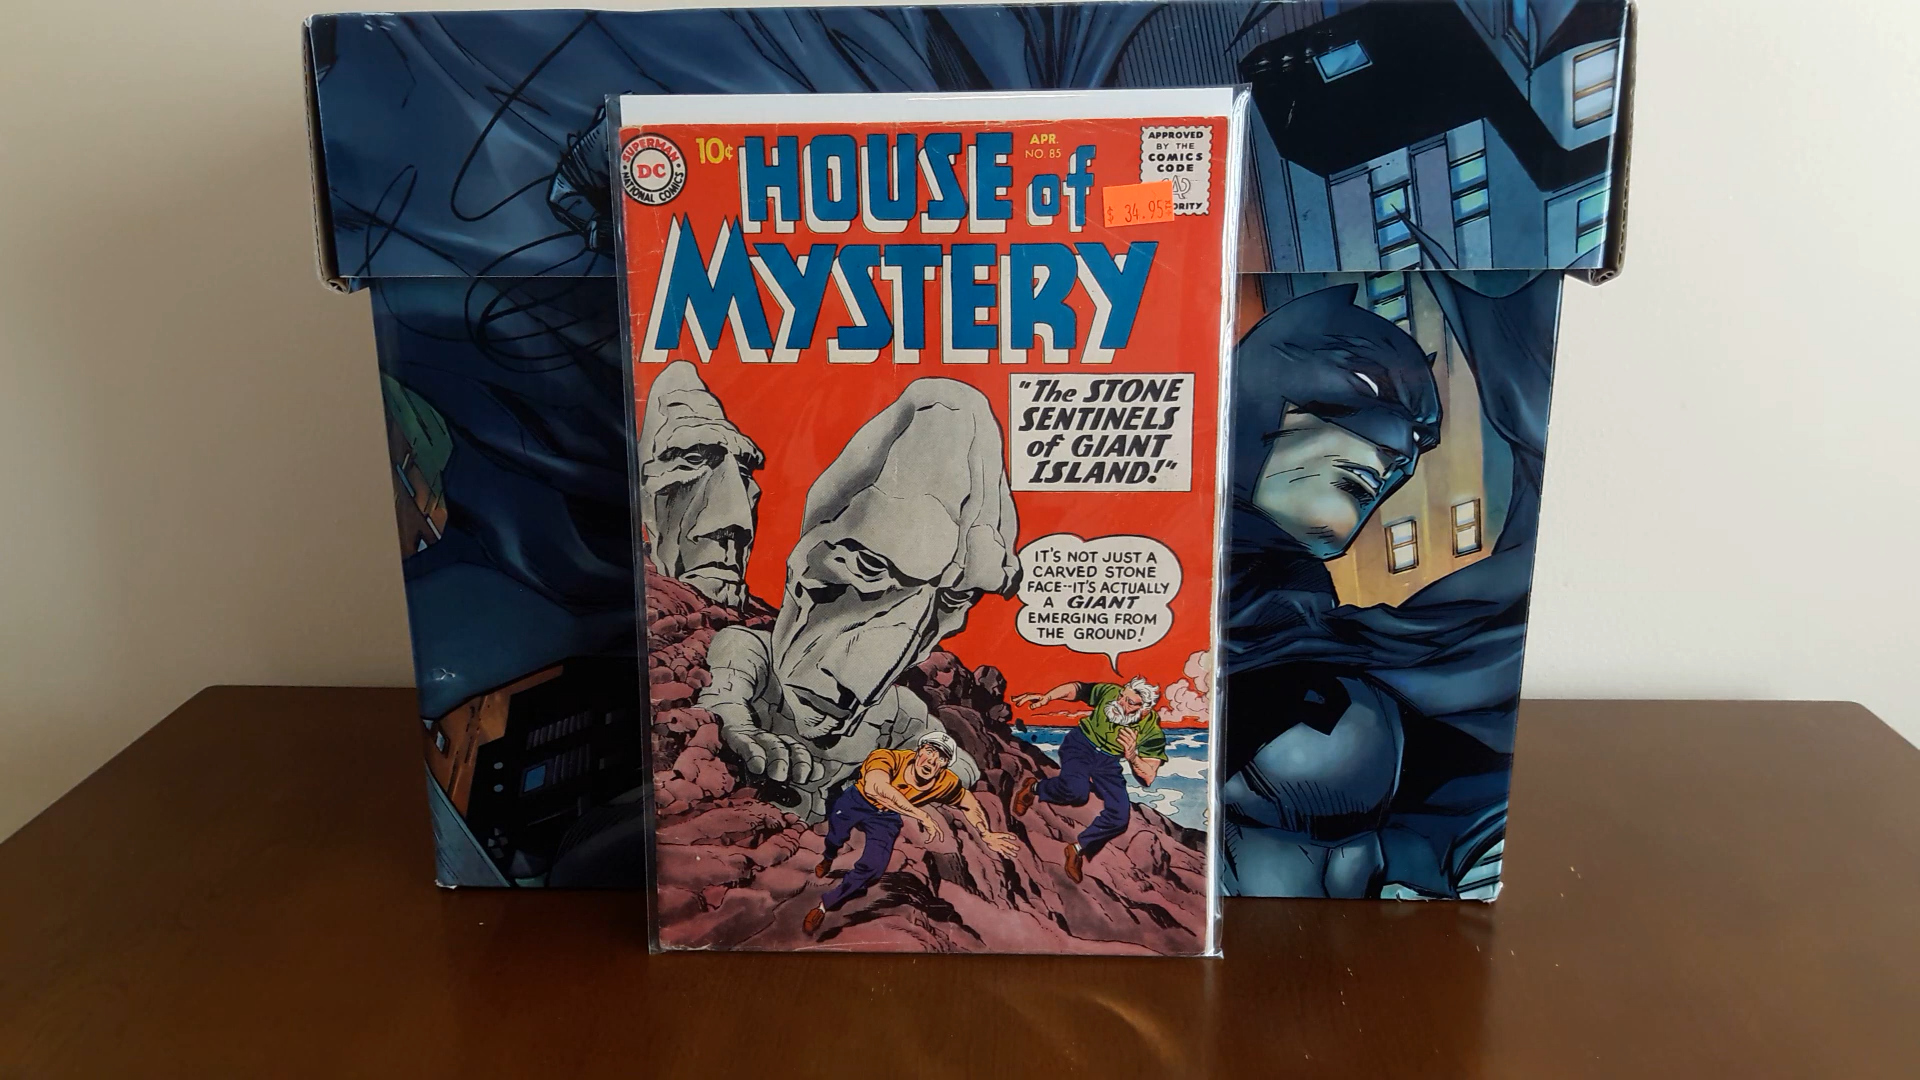 SUPERMAN
DC
NATIONAL COMICS
10¢
HOUSE of
MYSTERY
APR.
NO. 85
APPROVED
BY THE
COMICS
CODE
ORITY
$ 34.95
"The STONE
SENTINELS
of GIANT
ISLAND!"
IT'S NOT JUST A
CARVED STONE
FACE--IT'S ACTUALLY
A GIANT
EMERGING FROM
THE GROUND!